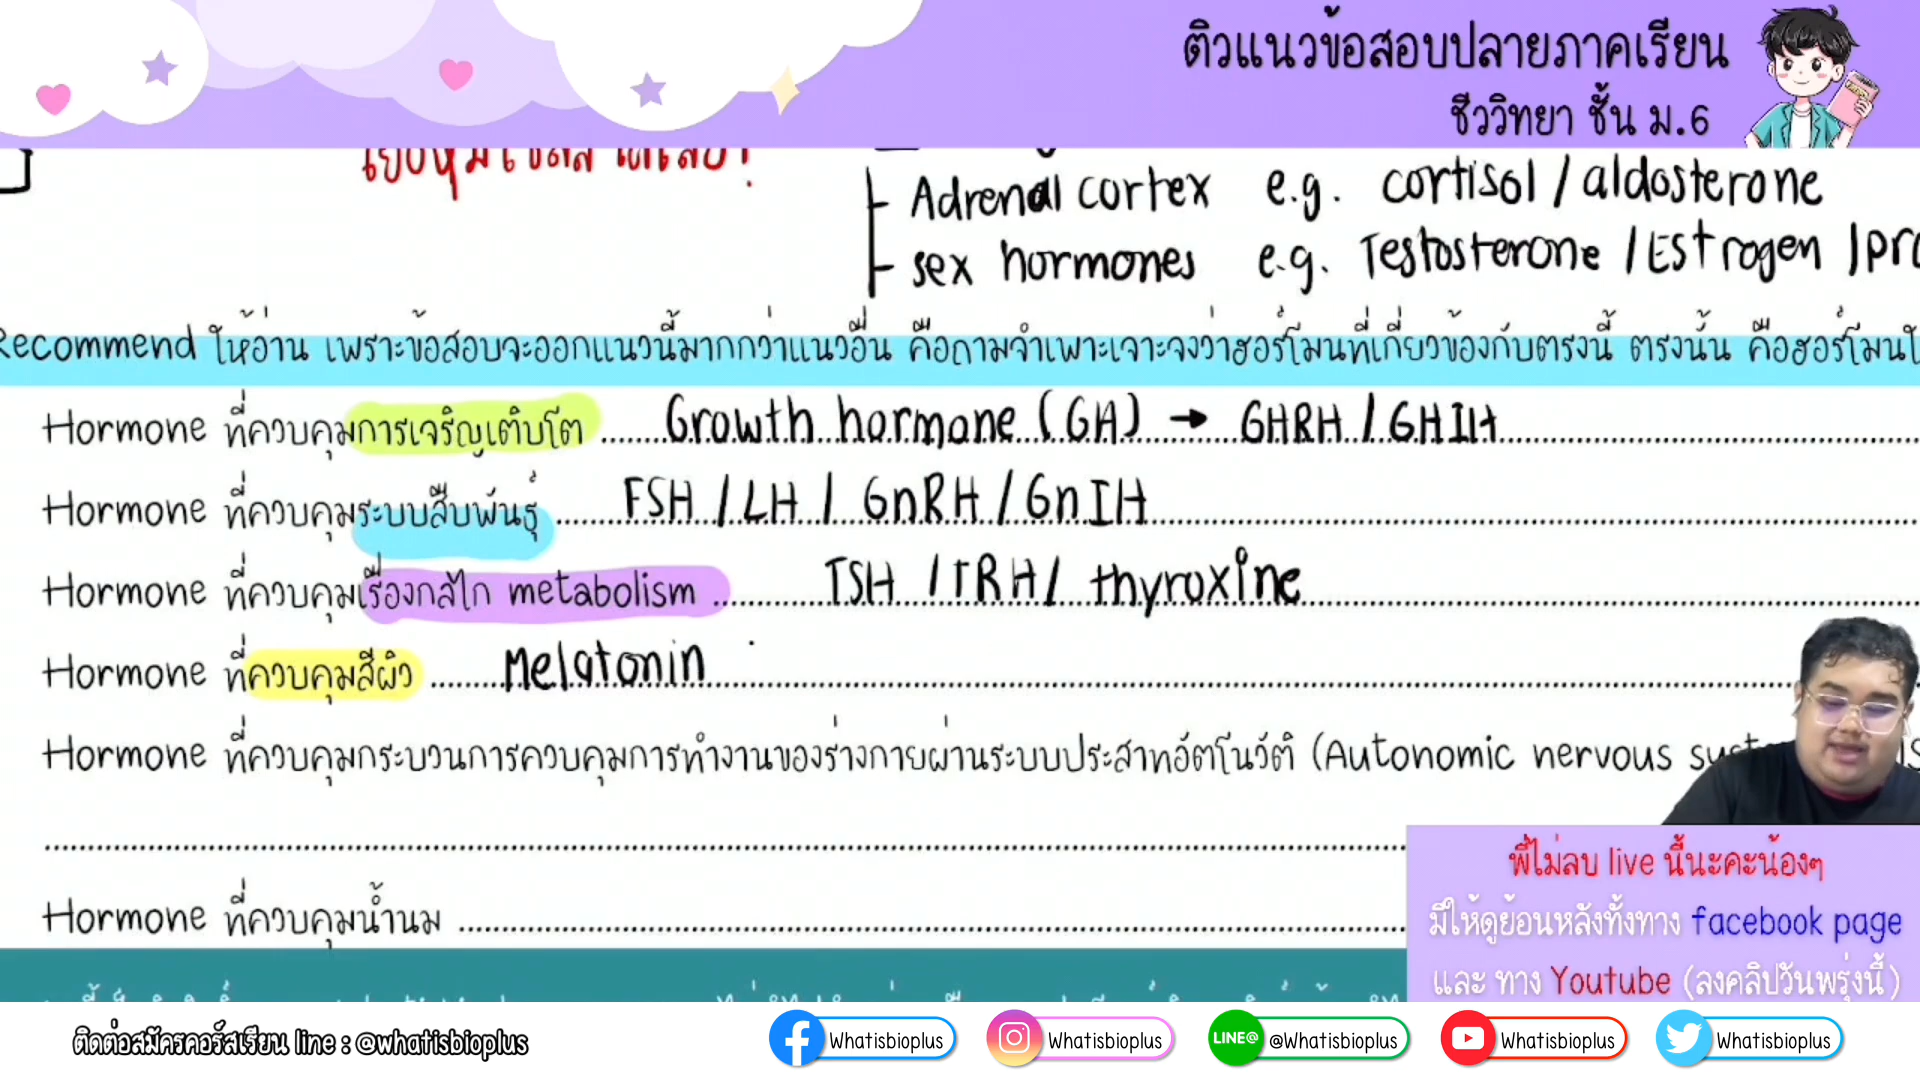 ติวแนวข้อสอบปลายภาคเรียน
ชีววิทยา ชั้น ม.6
Adrenal cortex e.g. cortisol / aldosterone
sex hormones e.g. Testosterone / Estrogen /
Recommend ให้อ่าน เพราะข้อสอบจะออกแนวนี้มากกว่าแนวอื่น คือถามจำเพาะเจาะจงว่าฮอร์โมนที่เกี่ยวข้องกับตรงนี้ ตรงนั้น คือฮอร์โมน
Hormone ที่ควบคุมการเจริญเติบโต Growth hormone (GH) → GHRH / GHIH
Hormone ที่ควบคุมระบบสืบพันธุ์ FSH / LH / GnRH / GnIH
Hormone ที่ควบคุมเรื่องกลไก metabolism TSH / TRH / thyroxine
Hormone ที่ควบคุมสีผิว Melatonin
Hormone ที่ควบคุมกระบวนการควบคุมการทำงานของร่างกายผ่านระบบประสาทอัตโนวัติ (Autonomic nervous
Hormone ที่ควบคุมน้ำนม
พี่ไม่ลบ live นี้นะคะน้องๆ
มีให้ดูย้อนหลังทั้งทาง facebook page
และ ทาง Youtube (ลงคลิปวันพรุ่งนี้)
ติดต่อสมัครคอร์สเรียน line : @whatisbioplus
Whatisbioplus
Whatisbioplus
LINE@ @Whatisbioplus
Whatisbioplus
Whatisbioplus